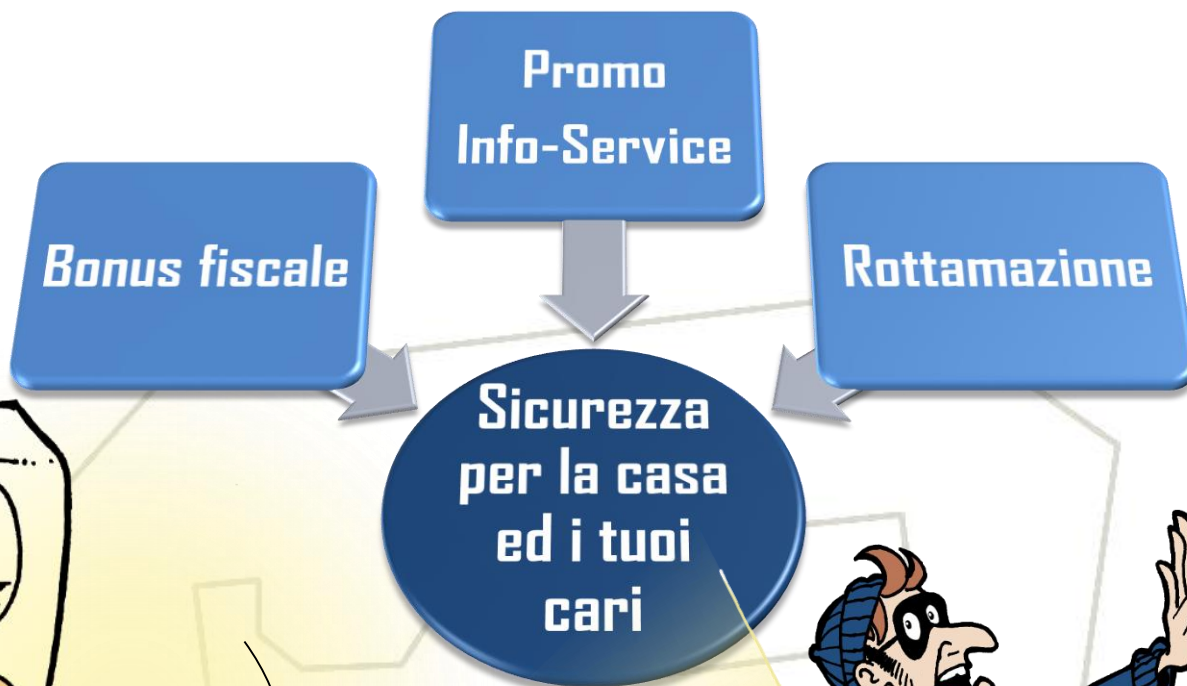 Promo
Info-Service
Bonus fiscale
Rottamazione
Sicurezza
per la casa
ed i tuoi
cari